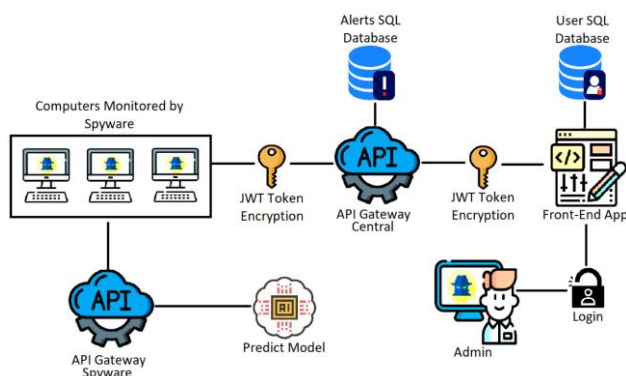 Alerts SQL
Database
User SQL
Database
Computers Monitored by
Spyware
API
</>
JWT Token
Encryption
API Gateway
Central
JWT Token
Encryption
Front-End App
API
AI
API Gateway
Spyware
Predict Model
Admin
Login